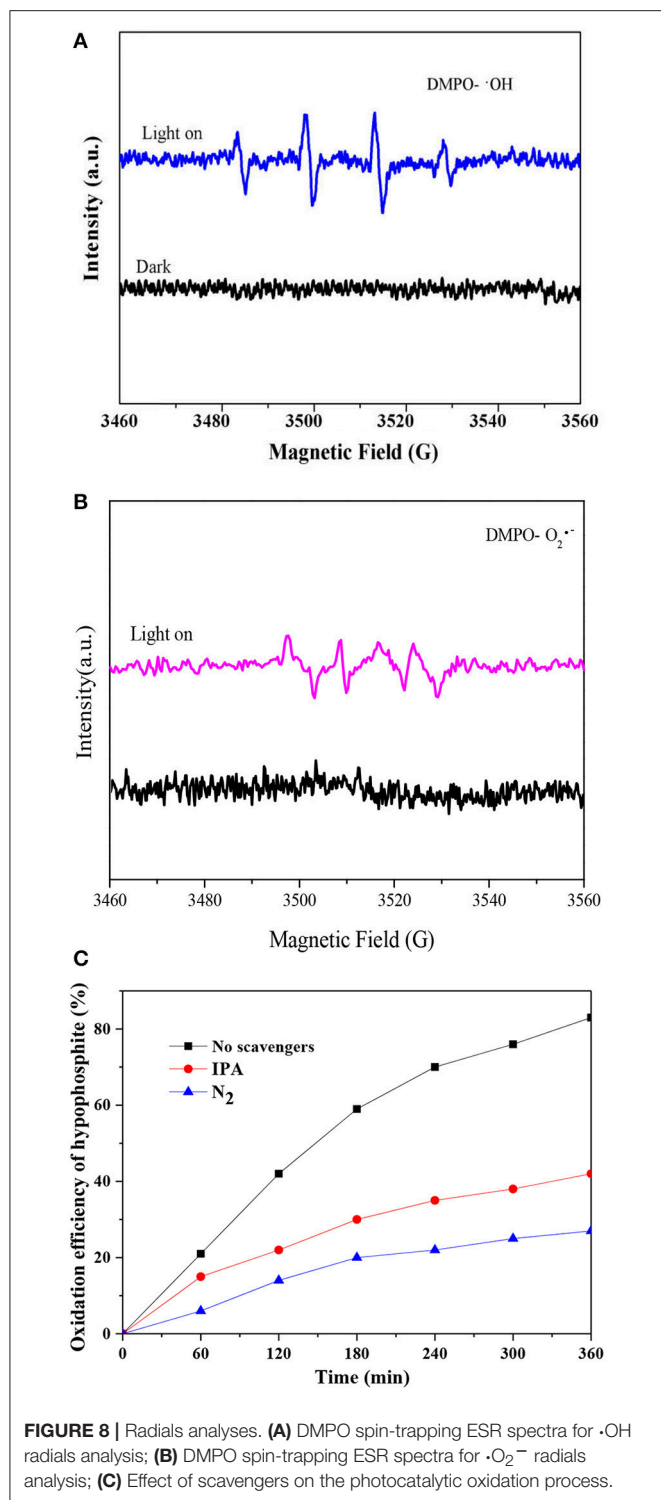 A
DMPO- ·OH
Light on
Dark
Intensity (a.u.)
3460 3480 3500 3520 3540 3560
Magnetic Field (G)
B
DMPO- O₂•-
Light on
Intensity(a.u.)
3460 3480 3500 3520 3540 3560
Magnetic Field (G)
C
No scavengers
IPA
N₂
Oxidation efficiency of hypophosphite (%)
80
60
40
20
0
0 60 120 180 240 300 360
Time (min)
FIGURE 8 | Radials analyses. (A) DMPO spin-trapping ESR spectra for ·OH
radials analysis; (B) DMPO spin-trapping ESR spectra for ·O₂⁻ radials
analysis; (C) Effect of scavengers on the photocatalytic oxidation process.